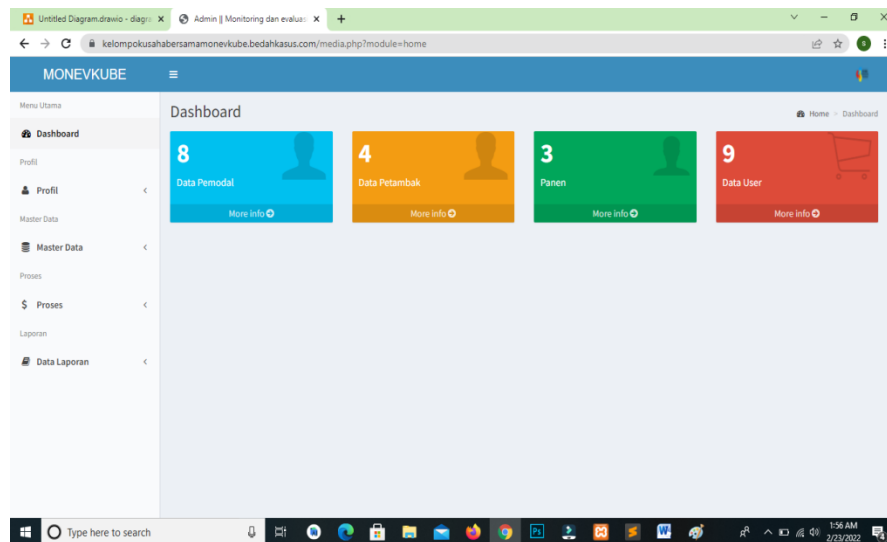 Untitled Diagram.drawio - diagra
Admin || Monitoring dan evaluas
kelompokusahabersamamonevkube.bedahkasus.com/media.php?module=home
s
MONEVKUBE
Menu Utama
Dashboard
Profil
Profil
Master Data
Master Data
Proses
$ Proses
Laporan
Data Laporan
Dashboard
Home - Dashboard
8
Data Pemodal
More info
4
Data Petambak
More info
3
Panen
More info
9
Data User
More info
Type here to search
Ps
W
1:56 AM
2/23/2022